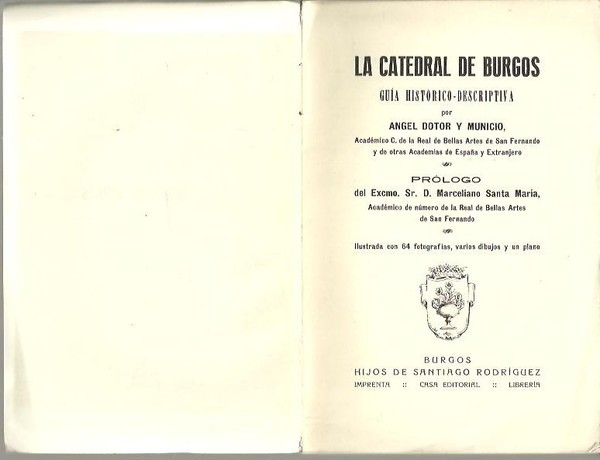 LA CATEDRAL DE BURGOS
GUÍA HISTÓRICO-DESCRIPTIVA
por
ANGEL DOTOR Y MUNICIO,
Académico C. de la Real de Bellas Artes de San Fernando
y de otras Academias de España y Extranjero
PRÓLOGO
del Excmo. Sr. D. Marceliano Santa Maria,
Académico de número de la Real de Bellas Artes
de San Fernando
Ilustrada con 64 fotografías, varios dibujos y un plano
BURGOS
HIJOS DE SANTIAGO RODRÍGUEZ
IMPRENTA :: CASA EDITORIAL :: LIBRERÍA